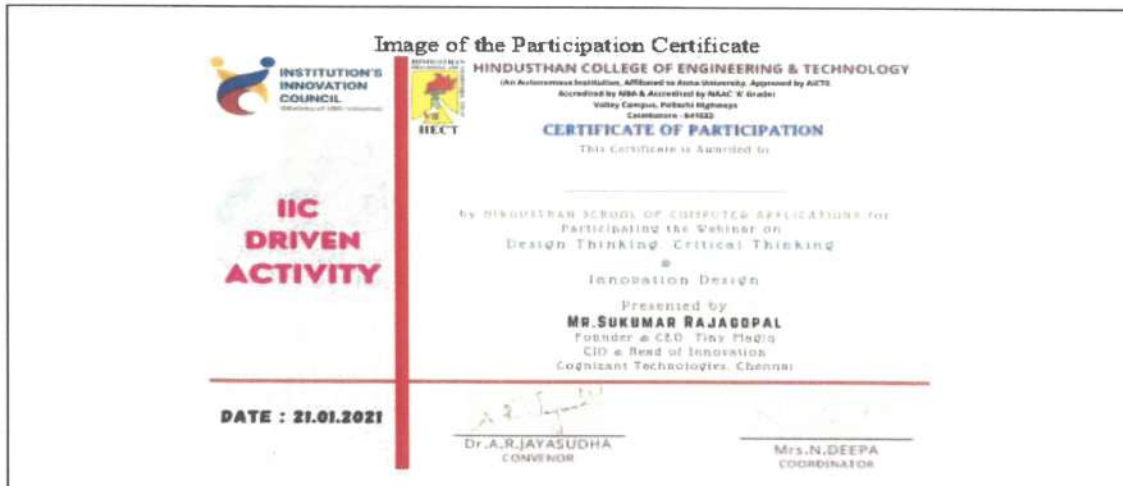 Image of the Participation Certificate
INSTITUTION'S
INNOVATION
COUNCIL
HINDUSTHAN COLLEGE OF ENGINEERING & TECHNOLOGY
(An Autonomous Institution, Affiliated to Anna University, Approved by AICTE
Accredited by NBA & Accredited by NAAC 'A' Grade)
Valley Campus, Pollachi Highways
Coimbatore - 641032
HECT
CERTIFICATE OF PARTICIPATION
This Certificate is Awarded to
by HINDUSTHAN SCHOOL OF COMPUTER APPLICATIONS for
Participating the Webinar on
Design Thinking, Critical Thinking
&
Innovation Design
Presented by
MR.SUKUMAR RAJAGOPAL
Founder & CEO Tiny Magiq
CIO & Head of Innovation
Cognizant Technologies, Chennai
IIC
DRIVEN
ACTIVITY
DATE : 21.01.2021
Dr.A.R.JAYASUDHA
CONVENOR
Mrs.N.DEEPA
COORDINATOR